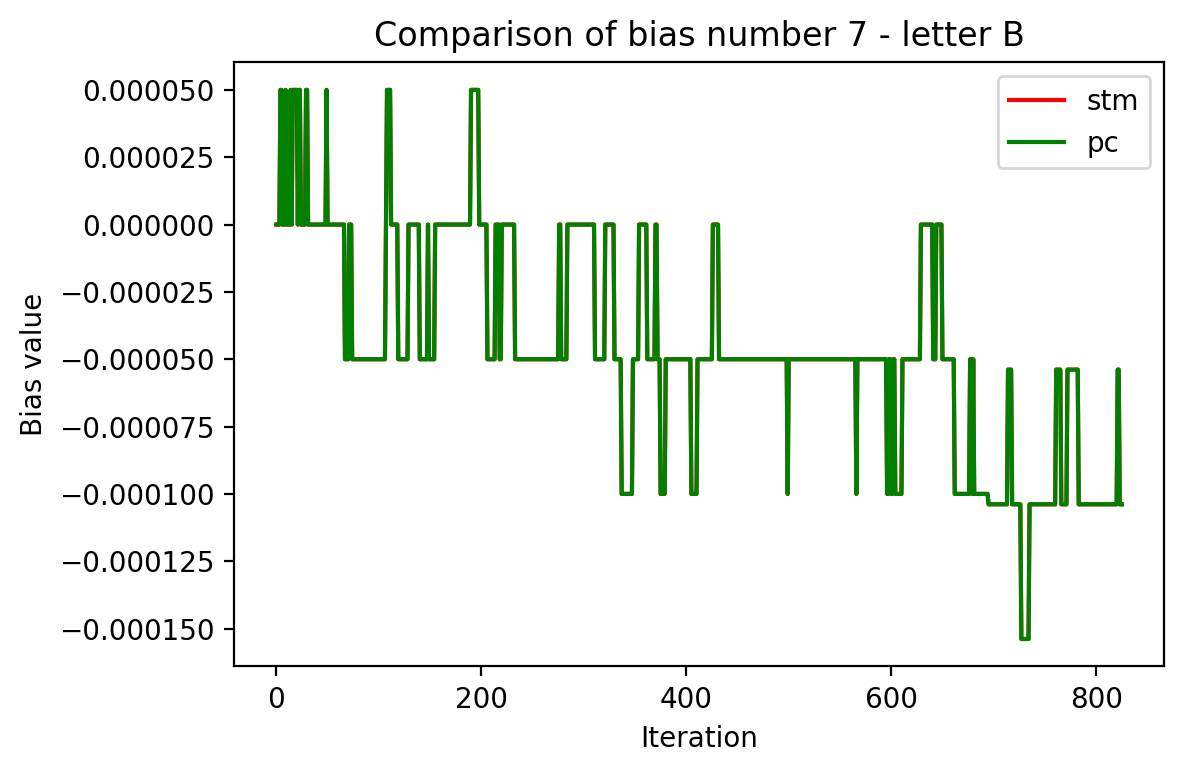 Comparison of bias number 7 - letter B
0.000050
0.000025
0.000000
−0.000025
−0.000050
−0.000075
−0.000100
−0.000125
−0.000150
Bias value
stm
pc
0 200 400 600 800
Iteration